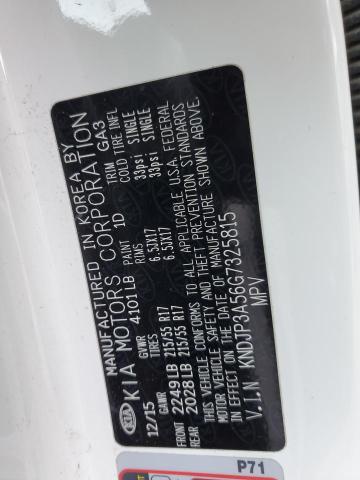 MANUFACTURED IN KOREA BY
KIA KIA MOTORS CORPORATION
12/15 GVWR 4101LB PAINT 1D TRIM GA3
GAWR TIRES RIMS COLD TIRE INFL
FRONT 2249LB 215/55 R17 6.5JX17 33psi SINGLE
REAR 2028LB 215/55 R17 6.5JX17 33psi SINGLE
THIS VEHICLE CONFORMS TO ALL APPLICABLE U.S.A. FEDERAL
MOTOR VEHICLE SAFETY AND THEFT PREVENTION STANDARDS
IN EFFECT ON THE DATE OF MANUFACTURE SHOWN ABOVE.
V.I.N KNDJP3A56G7325815
MPV
P71